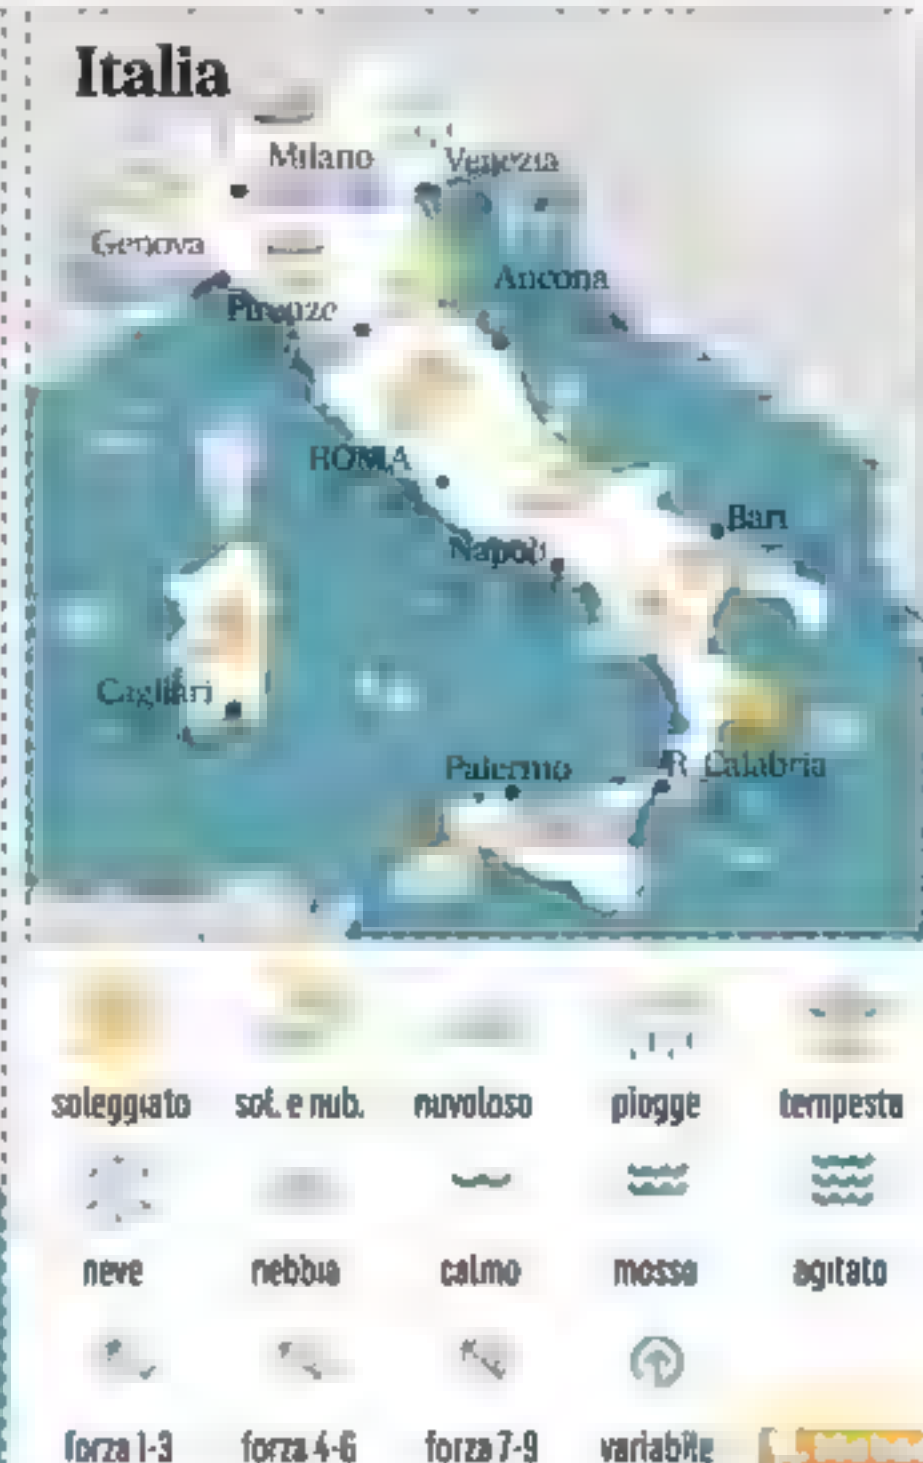 Italia
Milano
Venezia
Genova
Ancona
Firenze
ROMA
Bari
Napoli
Cagliari
Palermo
R. Calabria
soleggiato sol. e nub. nuvoloso piogge tempesta
neve nebbia calmo mosso agitato
forza 1-3 forza 4-6 forza 7-9 variabile